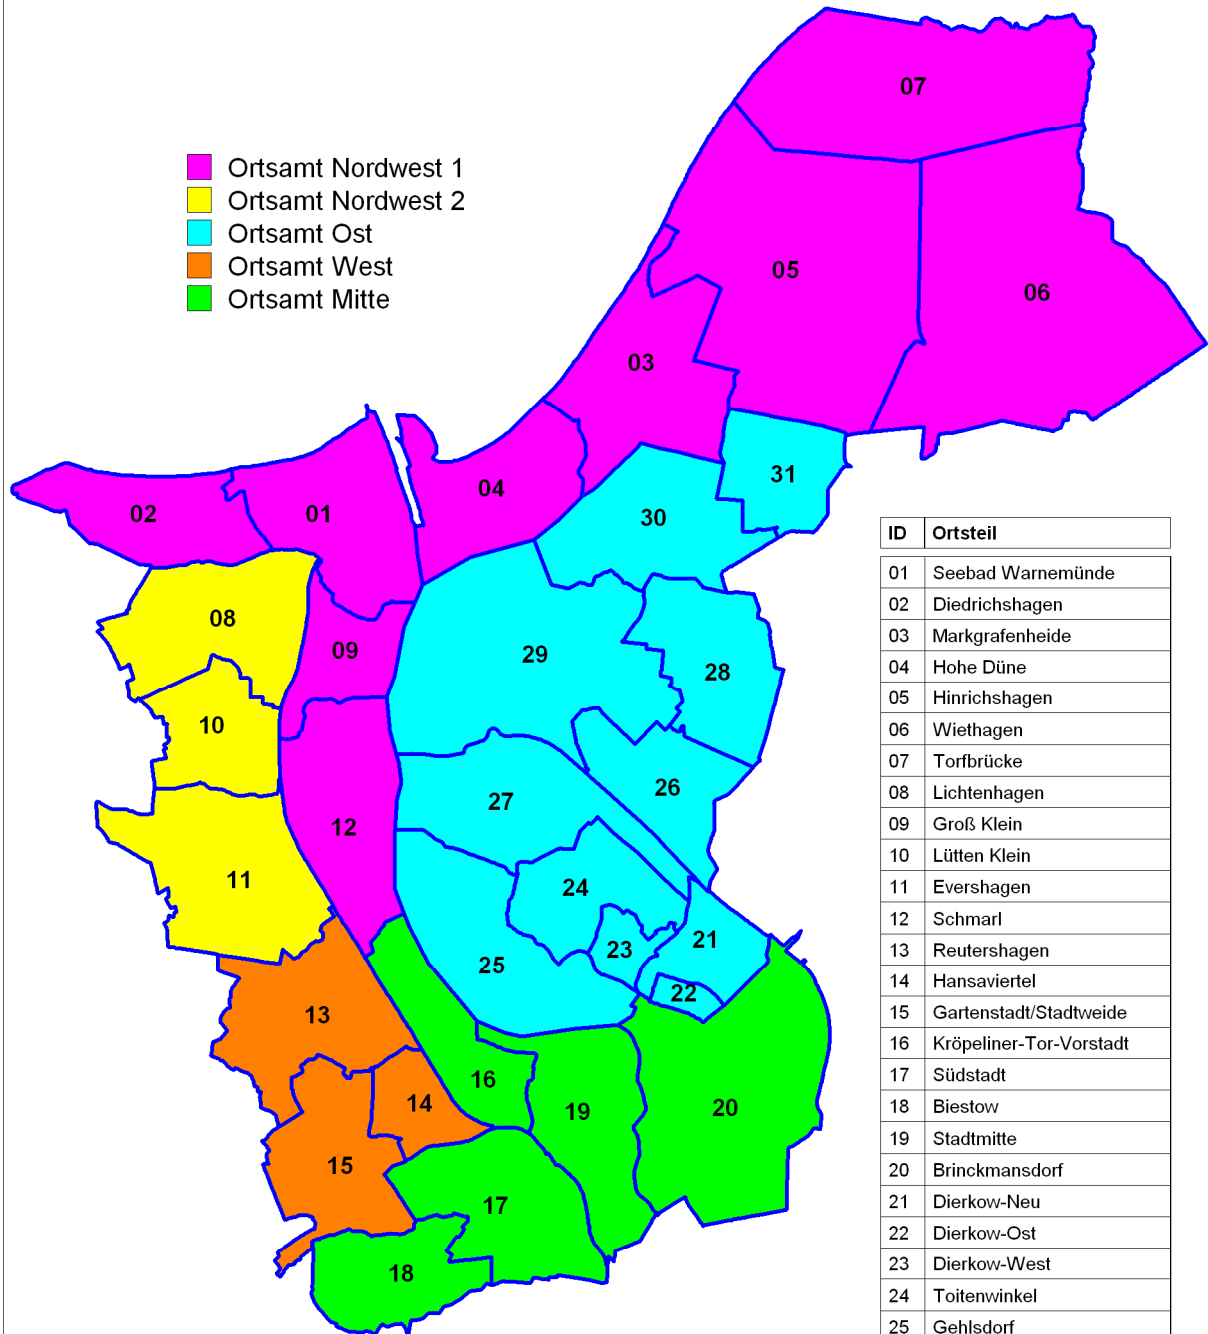 07
Ortsamt Nordwest 1
Ortsamt Nordwest 2
Ortsamt Ost
Ortsamt West
Ortsamt Mitte
05
06
03
31
04
02
01
30
08
09
29
28
10
26
27
12
11
24
21
23
25
22
13
16
14
19
20
15
17
18
ID Ortsteil
01 Seebad Warnemünde
02 Diedrichshagen
03 Markgrafenheide
04 Hohe Düne
05 Hinrichshagen
06 Wiethagen
07 Torfbrücke
08 Lichtenhagen
09 Groß Klein
10 Lütten Klein
11 Evershagen
12 Schmarl
13 Reutershagen
14 Hansaviertel
15 Gartenstadt/Stadtweide
16 Kröpeliner-Tor-Vorstadt
17 Südstadt
18 Biestow
19 Stadtmitte
20 Brinckmansdorf
21 Dierkow-Neu
22 Dierkow-Ost
23 Dierkow-West
24 Toitenwinkel
25 Gehlsdorf